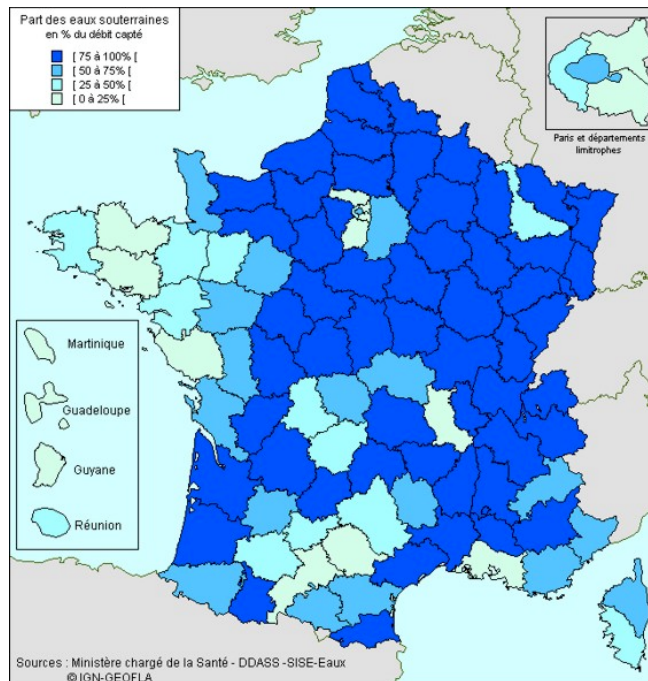 Part des eaux souterraines
en % du débit capté
[ 75 à 100% [
[ 50 à 75% [
[ 25 à 50% [
[ 0 à 25% [
Paris et départements
limitrophes
Martinique
Guadeloupe
Guyane
Réunion
Sources : Ministère chargé de la Santé - DDASS -SISE-Eaux
©IGN-GEOFLA